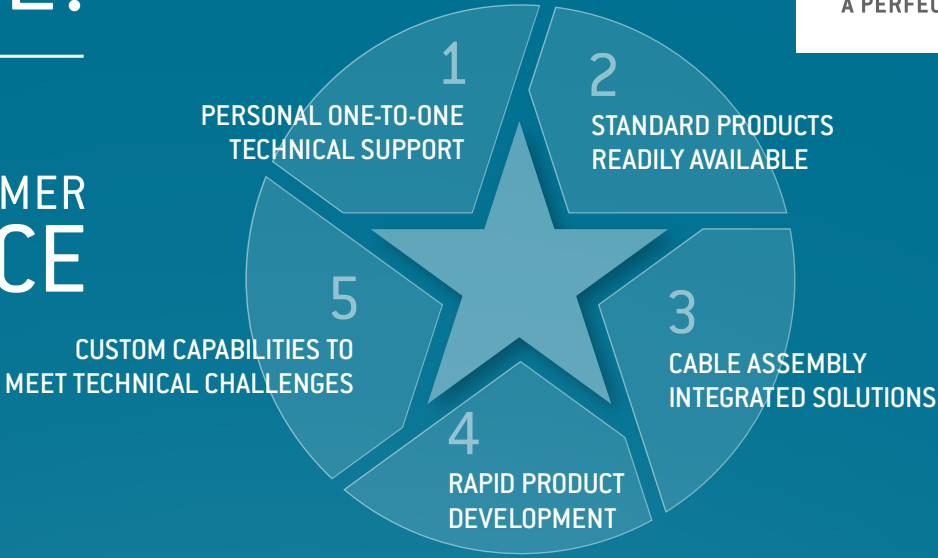 A PERFEC
1
PERSONAL ONE-TO-ONE
TECHNICAL SUPPORT
2
STANDARD PRODUCTS
READILY AVAILABLE
MER
CE
3
CABLE ASSEMBLY
INTEGRATED SOLUTIONS
4
RAPID PRODUCT
DEVELOPMENT
5
CUSTOM CAPABILITIES TO
MEET TECHNICAL CHALLENGES